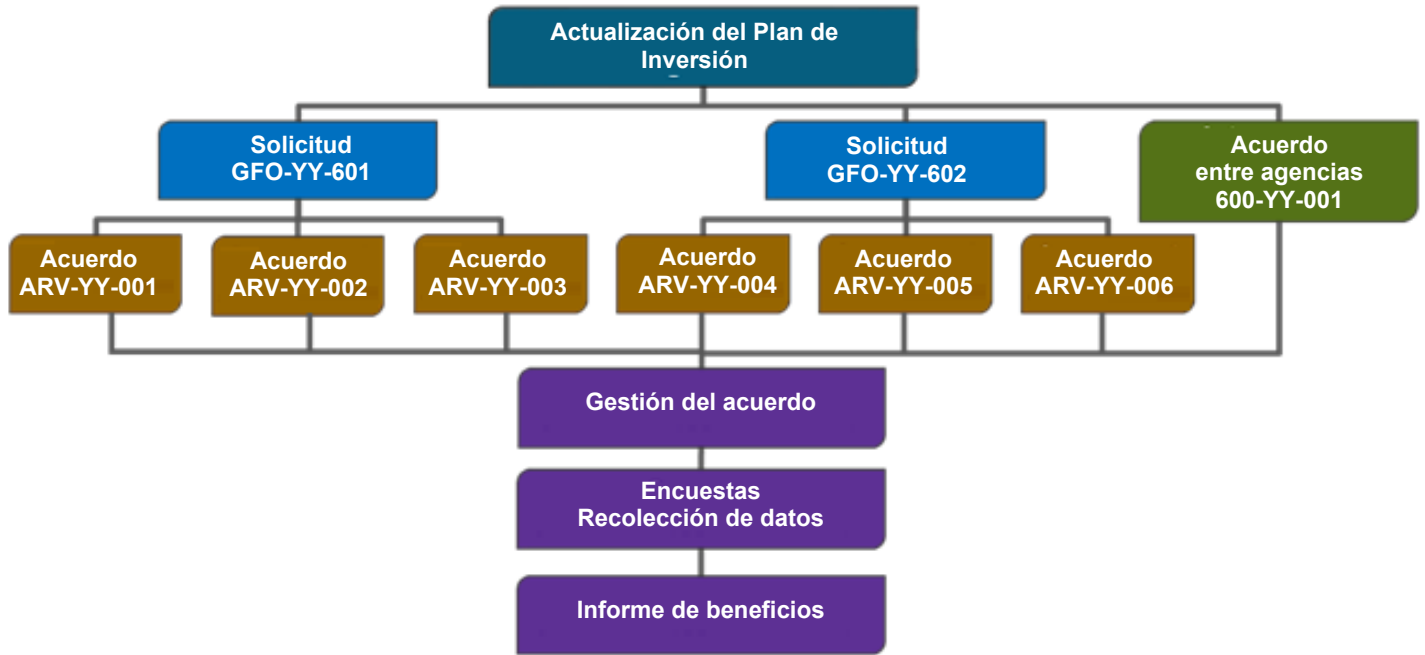 Actualización del Plan de
Inversión
Solicitud
GFO-YY-601
Solicitud
GFO-YY-602
Acuerdo
entre agencias
600-YY-001
Acuerdo
ARV-YY-001
Acuerdo
ARV-YY-002
Acuerdo
ARV-YY-003
Acuerdo
ARV-YY-004
Acuerdo
ARV-YY-005
Acuerdo
ARV-YY-006
Gestión del acuerdo
Encuestas
Recolección de datos
Informe de beneficios